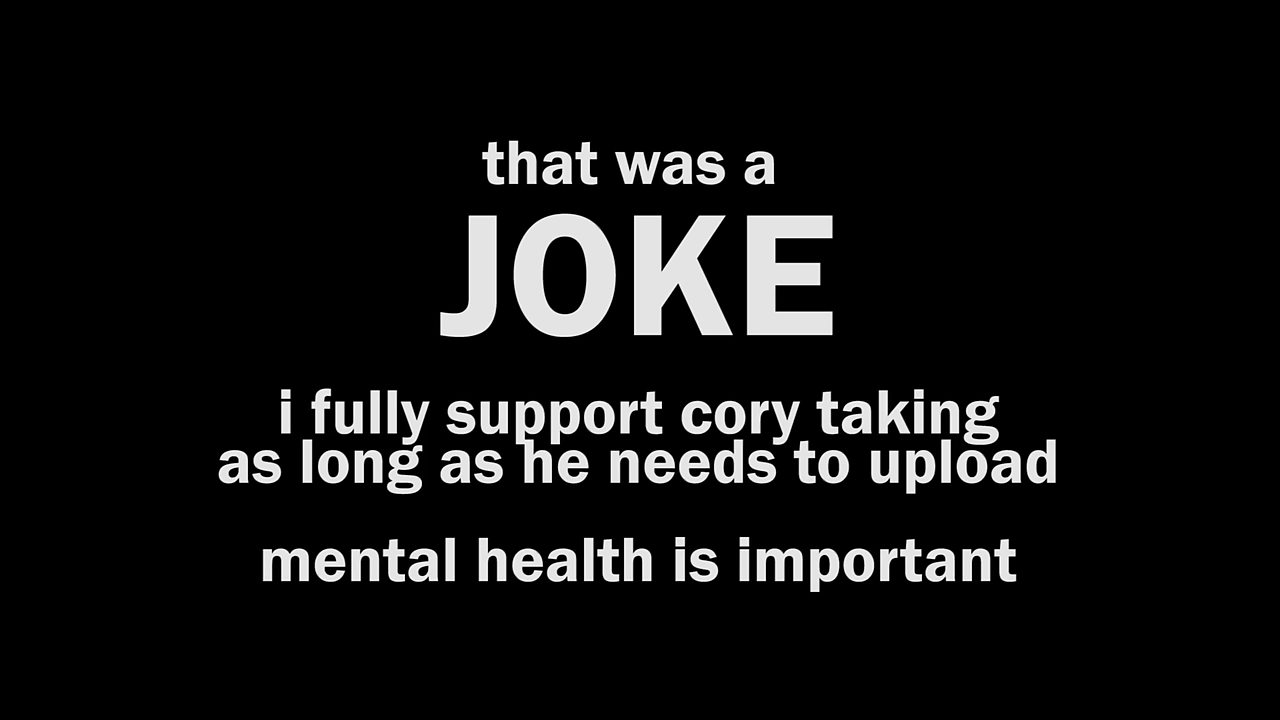 that was a
JOKE
i fully support cory taking
as long as he needs to upload
mental health is important